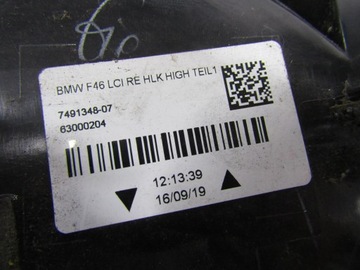 BMW F46 LCI RE HLK HIGH TEIL1
7491348-07
63000204
12:13:39
16/09/19